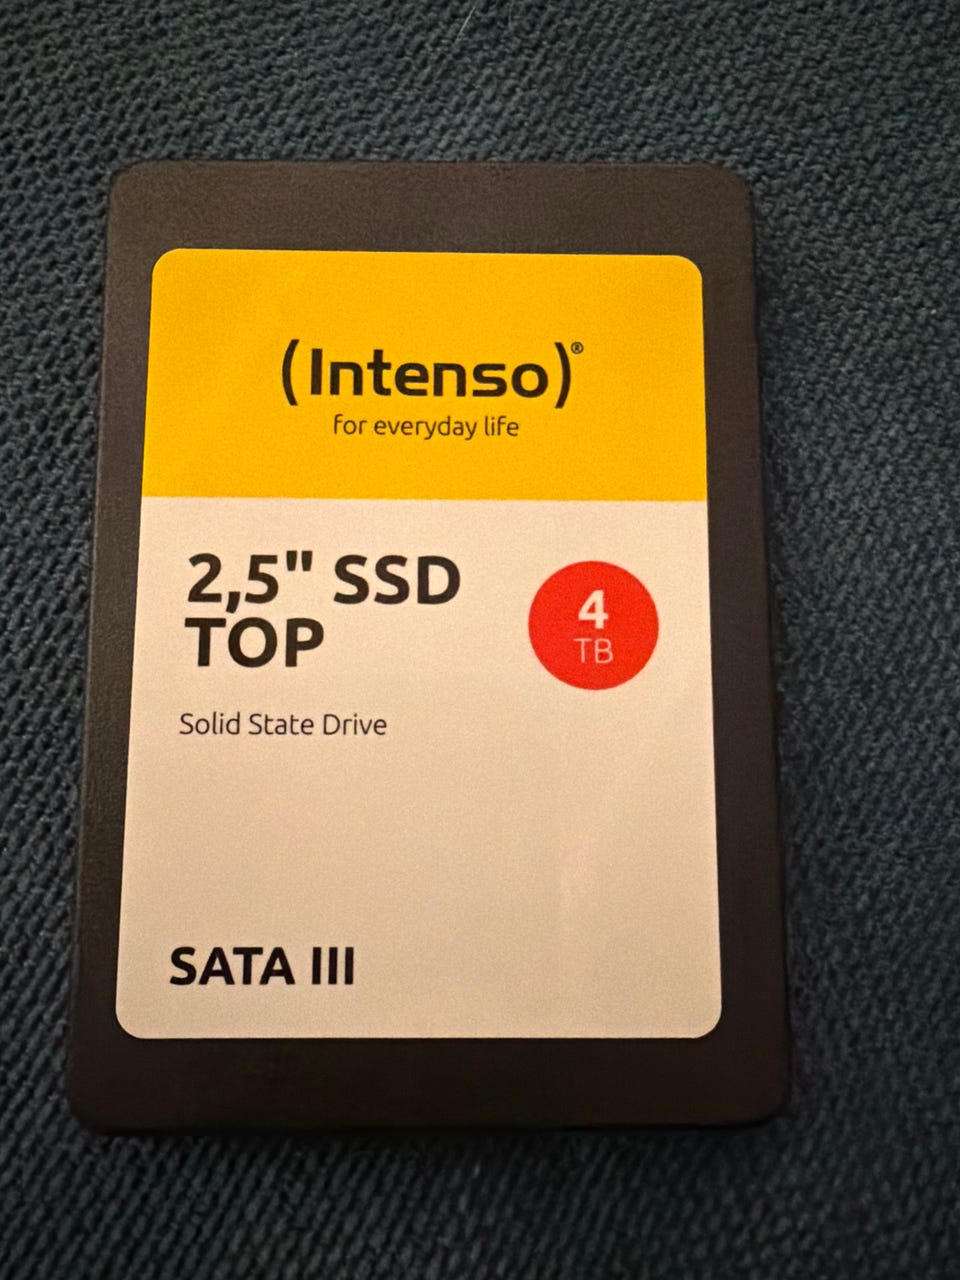 (Intenso)®
for everyday life
2,5" SSD
TOP
4
TB
Solid State Drive
SATA III